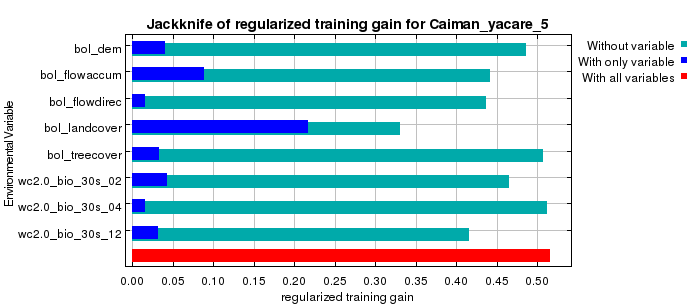 Jackknife of regularized training gain for Caiman_yacare_5
Without variable
With only variable
With all variables
Environmental Variable
bol_dem
bol_flowaccum
bol_flowdirec
bol_landcover
bol_treecover
wc2.0_bio_30s_02
wc2.0_bio_30s_04
wc2.0_bio_30s_12
0.00 0.05 0.10 0.15 0.20 0.25 0.30 0.35 0.40 0.45 0.50
regularized training gain